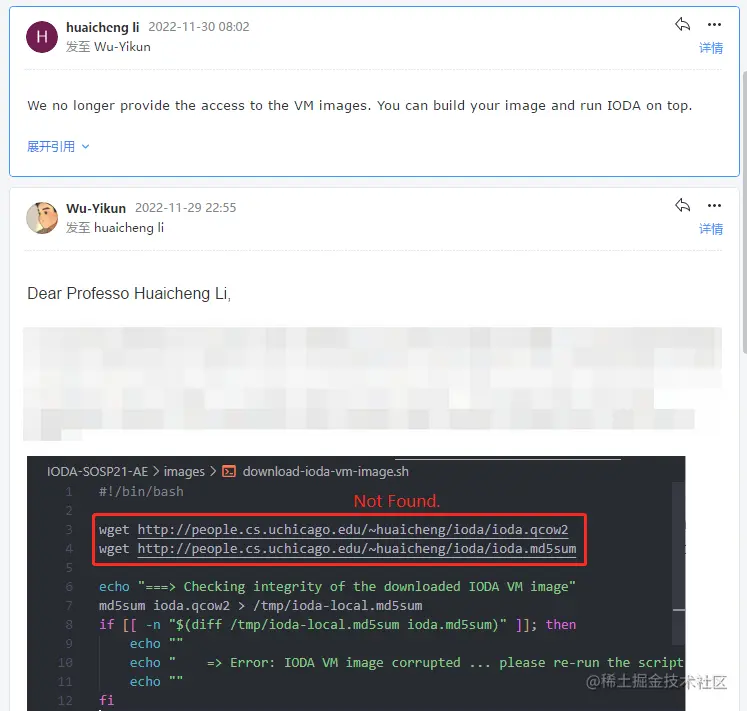 H
huaicheng li 2022-11-30 08:02
发至 Wu-Yikun
详情
We no longer provide the access to the VM images. You can build your image and run IODA on top.
展开引用
Wu-Yikun 2022-11-29 22:55
发至 huaicheng li
详情
Dear Professo Huaicheng Li,
IODA-SOSP21-AE > images > download-ioda-vm-image.sh
1 #!/bin/bash
Not Found.
2
3 wget http://people.cs.uchicago.edu/~huaicheng/ioda/ioda.qcow2
4 wget http://people.cs.uchicago.edu/~huaicheng/ioda/ioda.md5sum
5
6 echo "===> Checking integrity of the downloaded IODA VM image"
7 md5sum ioda.qcow2 > /tmp/ioda-local.md5sum
8 if [[ -n "$(diff /tmp/ioda-local.md5sum ioda.md5sum)" ]]; then
9 echo ""
10 echo " => Error: IODA VM image corrupted ... please re-run the script
11 echo ""
12 fi
@稀土掘金技术社区